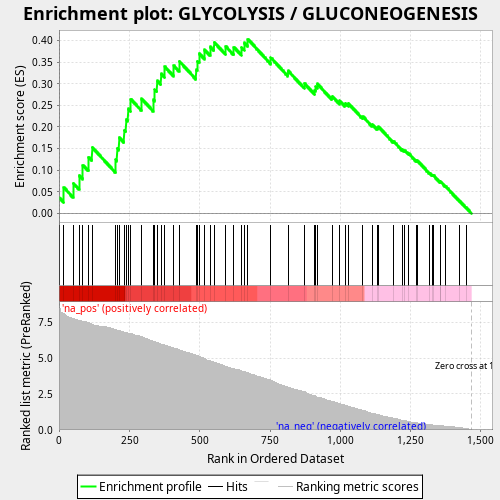 Enrichment plot: GLYCOLYSIS / GLUCONEOGENESIS
Enrichment score (ES)
0.40
0.35
0.30
0.25
0.20
0.15
0.10
0.05
0.00
'na_pos' (positively correlated)
Ranked list metric (PreRanked)
7.5
5.0
2.5
0.0
Zero cross at 1
'na_neg' (negatively correlated)
0
250
500
750
1,000
1,250
1,500
Rank in Ordered Dataset
Enrichment profile
Hits
Ranking metric scores